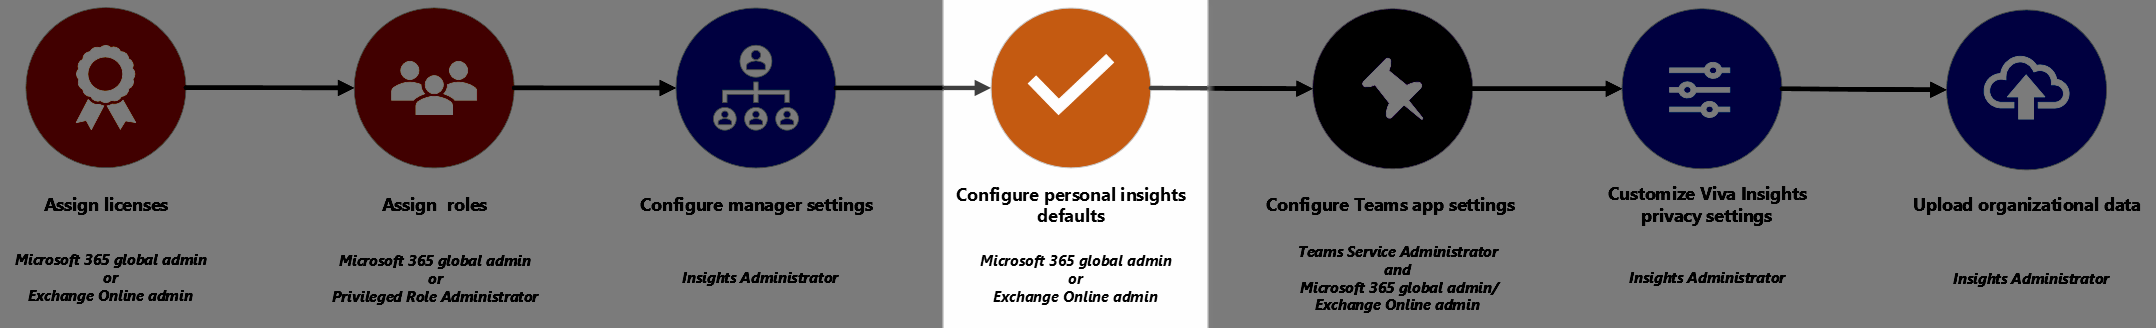 Assign licenses
Microsoft 365 global admin
or
Exchange Online admin
Assign roles
Microsoft 365 global admin
or
Privileged Role Administrator
Configure manager settings
Insights Administrator
Configure personal insights
defaults
Microsoft 365 global admin
or
Exchange Online admin
Configure Teams app settings
Teams Service Administrator
and
Microsoft 365 global admin/
Exchange Online admin
Customize Viva Insights
privacy settings
Insights Administrator
Upload organizational data
Insights Administrator